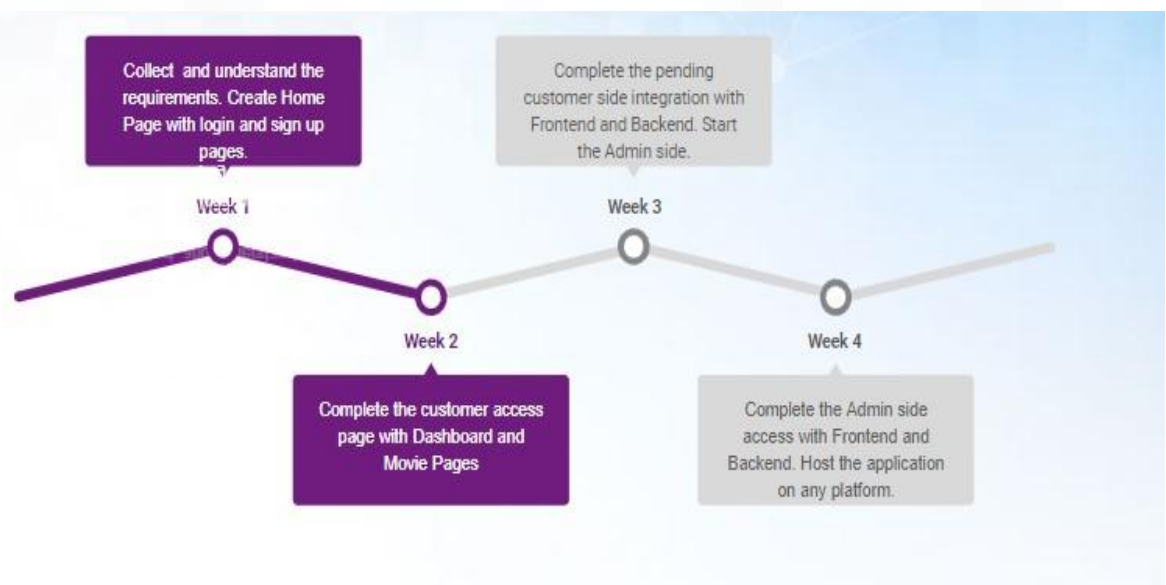 Collect and understand the
requirements. Create Home
Page with login and sign up
pages.
Week 1
Week 2
Complete the customer access
page with Dashboard and
Movie Pages
Complete the pending
customer side integration with
Frontend and Backend. Start
the Admin side.
Week 3
Week 4
Complete the Admin side
access with Frontend and
Backend. Host the application
on any platform.